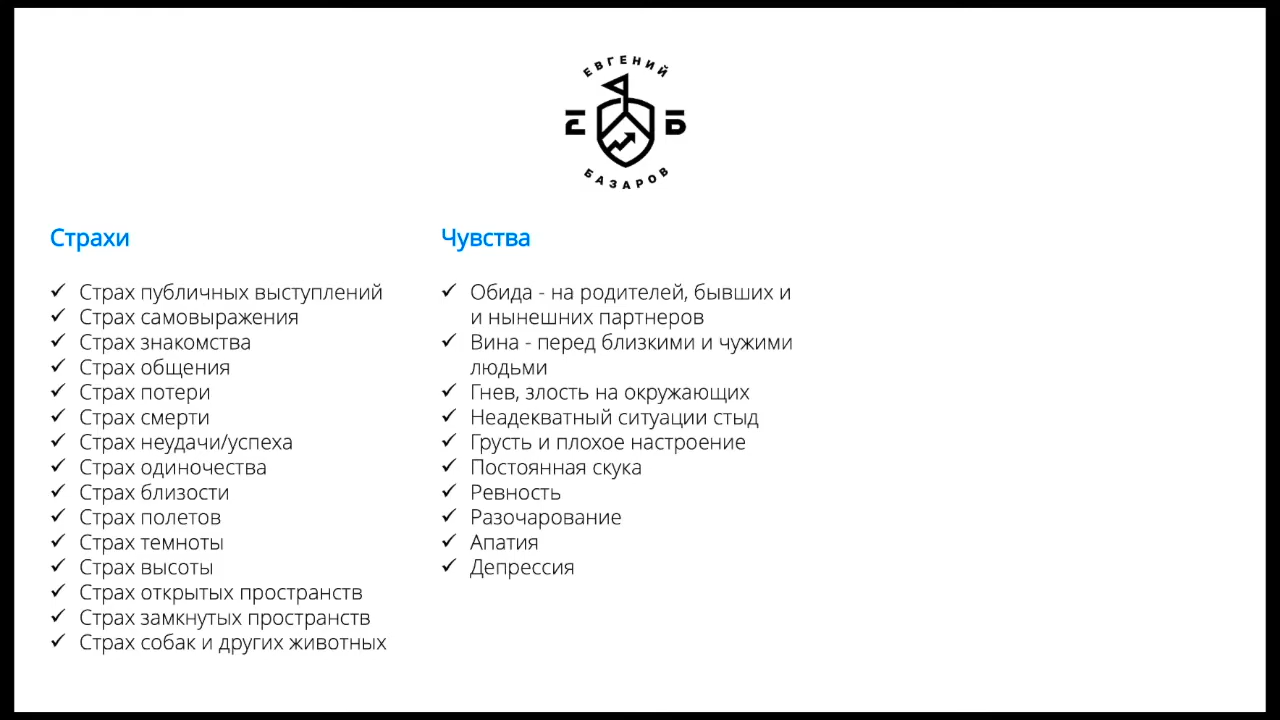 ЕВГЕНИЙ
Е Б
БАЗАРОВ
Страхи
Страх публичных выступлений
Страх самовыражения
Страх знакомства
Страх общения
Страх потери
Страх смерти
Страх неудачи/успеха
Страх одиночества
Страх близости
Страх полетов
Страх темноты
Страх высоты
Страх открытых пространств
Страх замкнутых пространств
Страх собак и других животных
Чувства
Обида - на родителей, бывших и
и нынешних партнеров
Вина - перед близкими и чужими
людьми
Гнев, злость на окружающих
Неадекватный ситуации стыд
Грусть и плохое настроение
Постоянная скука
Ревность
Разочарование
Апатия
Депрессия